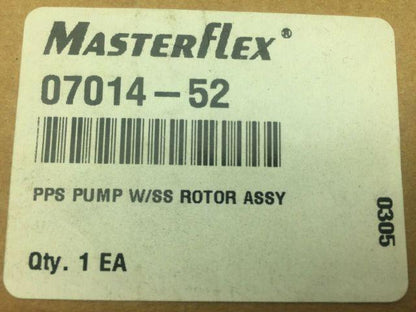 MASTERFLEX®
07014-52
PPS PUMP W/SS ROTOR ASSY
Qty. 1 EA
0305